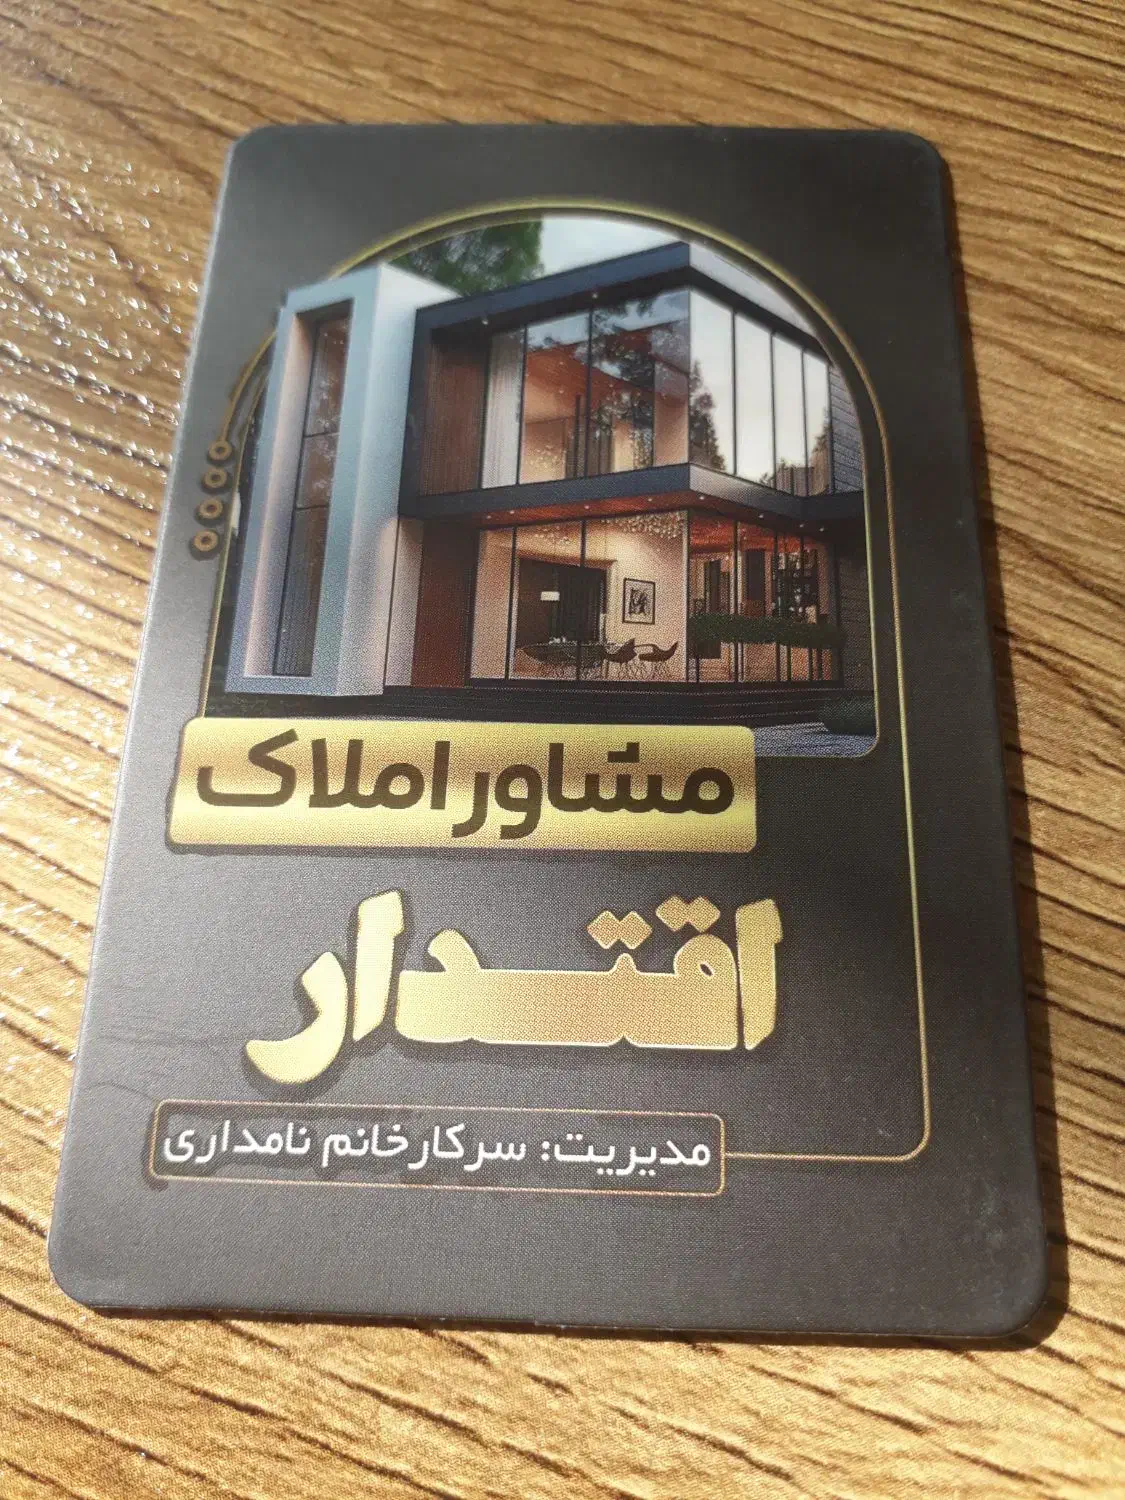 مشاور املاک
اقتدار
مدیریت: سرکار خانم نامداری